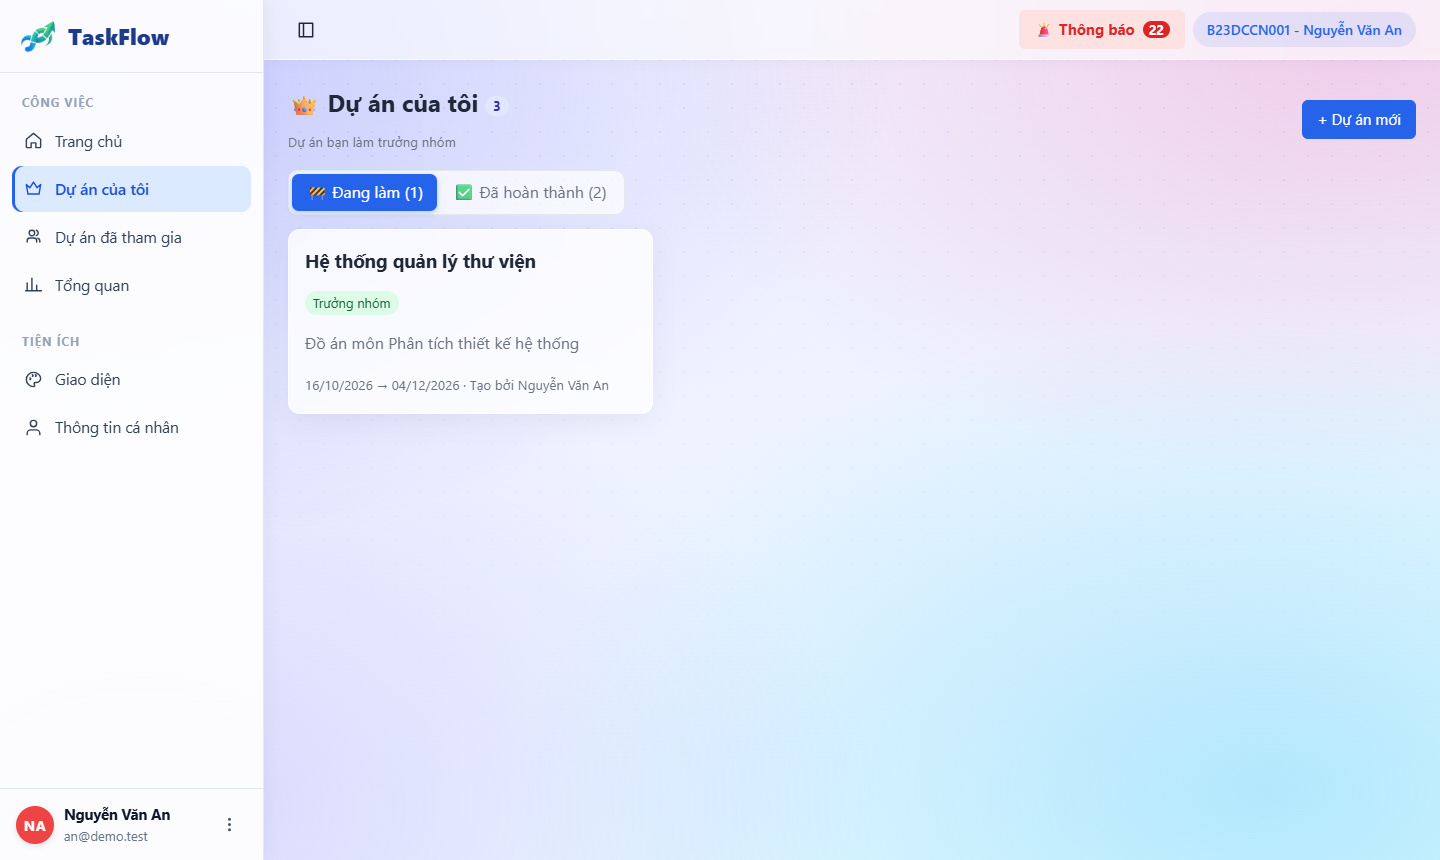 TaskFlow
CÔNG VIỆC
Trang chủ
Dự án của tôi
Dự án đã tham gia
Tổng quan
TIỆN ÍCH
Giao diện
Thông tin cá nhân
Nguyễn Văn An
an@demo.test
NA
Thông báo 22
B23DCCN001 - Nguyễn Văn An
Dự án của tôi 3
Dự án bạn làm trưởng nhóm
+ Dự án mới
Đang làm (1)
Đã hoàn thành (2)
Hệ thống quản lý thư viện
Trưởng nhóm
Đồ án môn Phân tích thiết kế hệ thống
16/10/2026 → 04/12/2026 · Tạo bởi Nguyễn Văn An